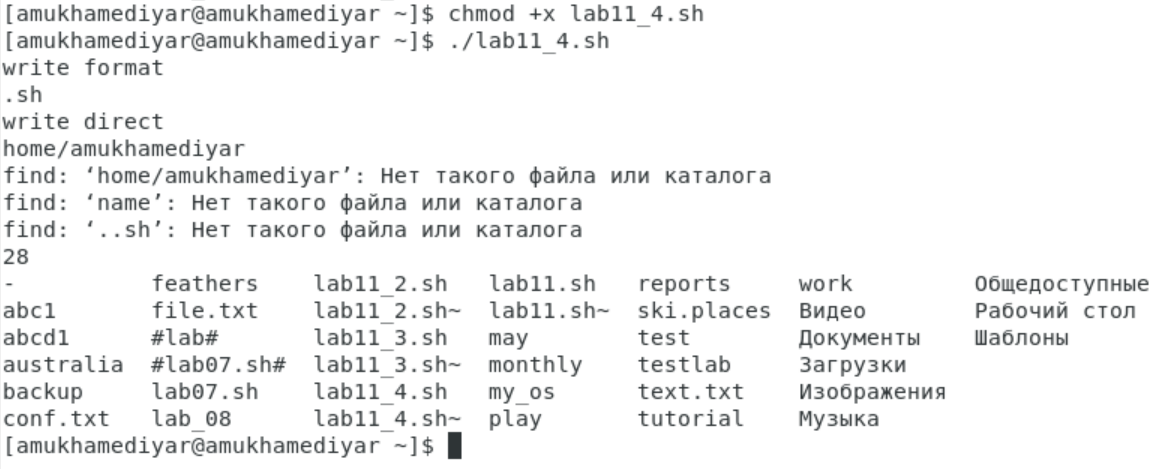 [amukhamediyar@amukhamediyar ~]$ chmod +x lab11_4.sh
[amukhamediyar@amukhamediyar ~]$ ./lab11_4.sh
write format
.sh
write direct
home/amukhamediyar
find: ‘home/amukhamediyar’: Нет такого файла или каталога
find: ‘name’: Нет такого файла или каталога
find: ‘..sh’: Нет такого файла или каталога
28
- feathers lab11_2.sh lab11.sh reports work Общедоступные
abc1 file.txt lab11_2.sh~ lab11.sh~ ski.places Видео Рабочий стол
abcd1 #lab# lab11_3.sh may test Документы Шаблоны
australia #lab07.sh# lab11_3.sh~ monthly testlab Загрузки
backup lab07.sh lab11_4.sh my_os text.txt Изображения
conf.txt lab_08 lab11_4.sh~ play tutorial Музыка
[amukhamediyar@amukhamediyar ~]$